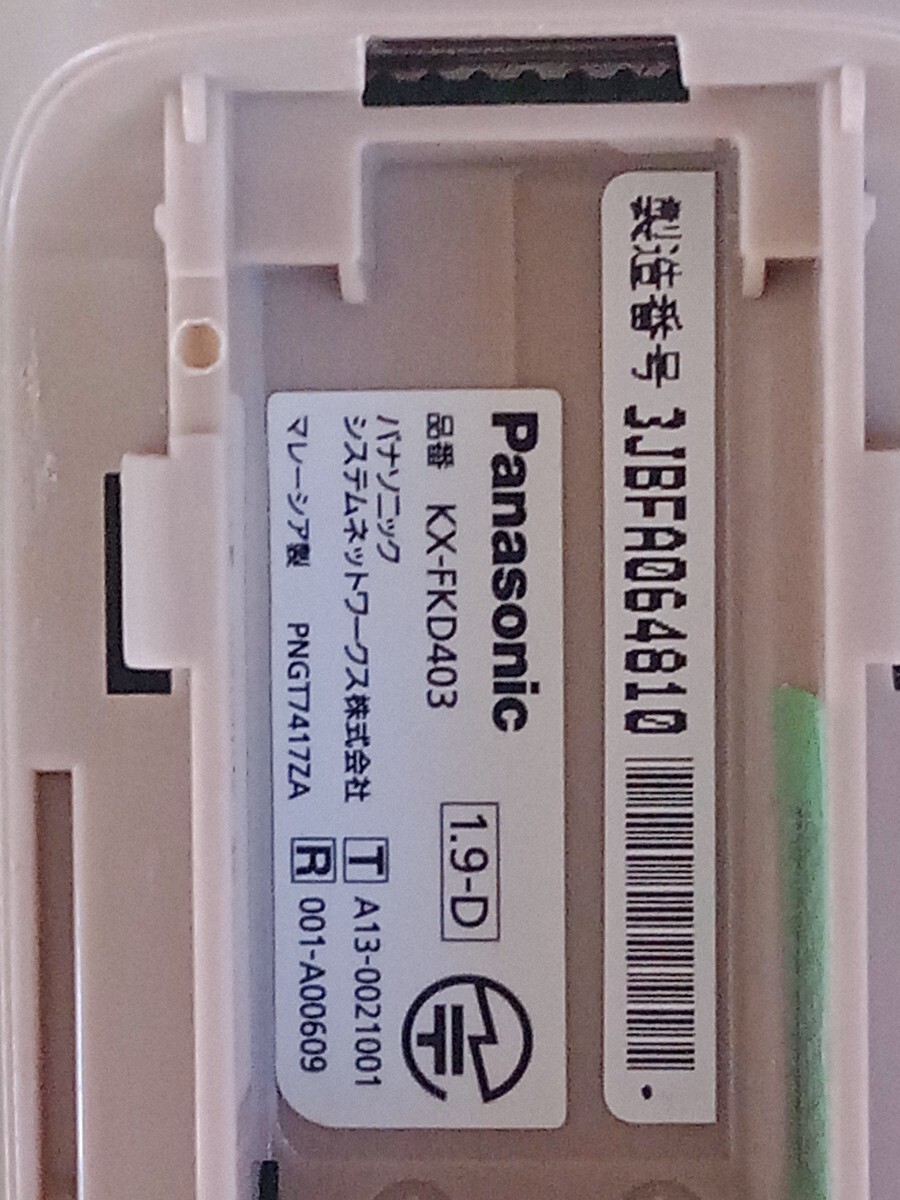 製造番号 3JBFA064810
Panasonic
品番 KX-FKD403
1.9-D
パナソニック
システムネットワークス株式会社
T A13-0021001
マレーシア製 PNGT7417ZA
R 001-A00609